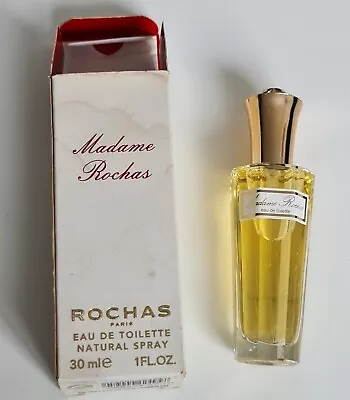 Madame
Rochas
ROCHAS
PARIS
EAU DE TOILETTE
NATURAL SPRAY
30 ml e 1FL.OZ.
Madame Rochas
eau de toilette